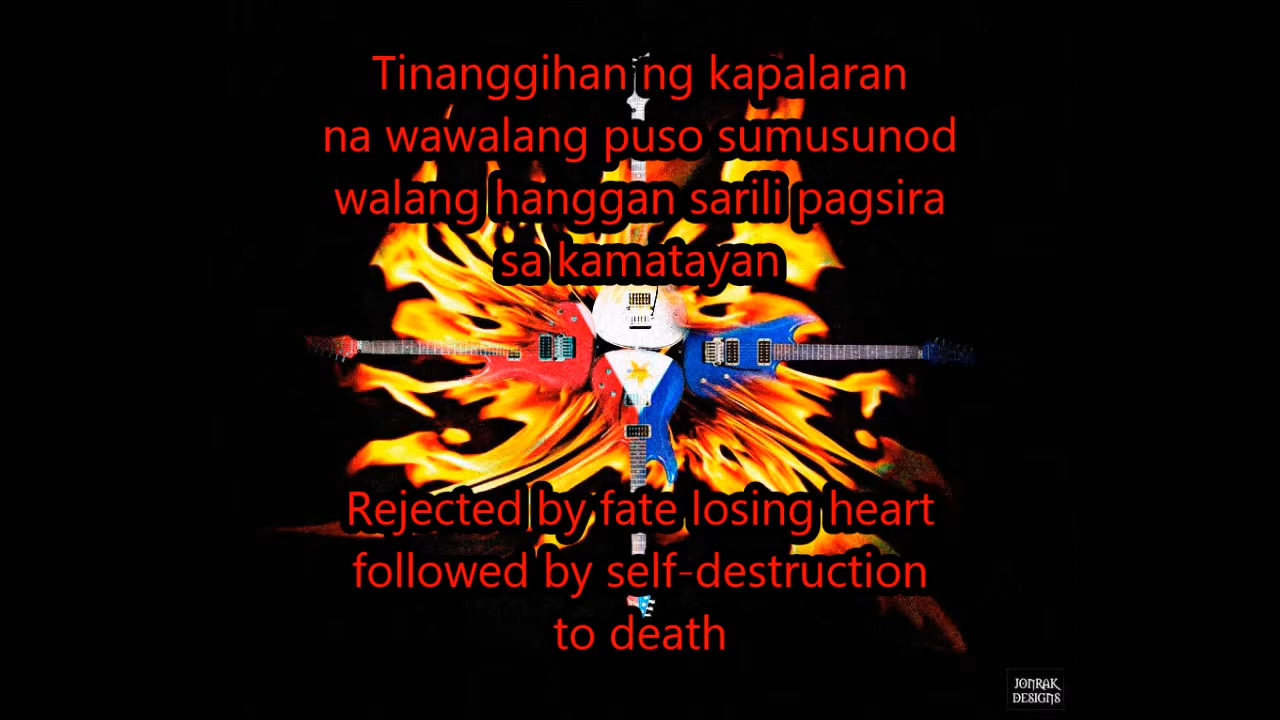 Tinanggihan ng kapalaran
na wawalang puso sumusunod
walang hanggan sarili pagsira
sa kamatayan
Rejected by fate losing heart
followed by self-destruction
to death
JONRAK
DESIGNS